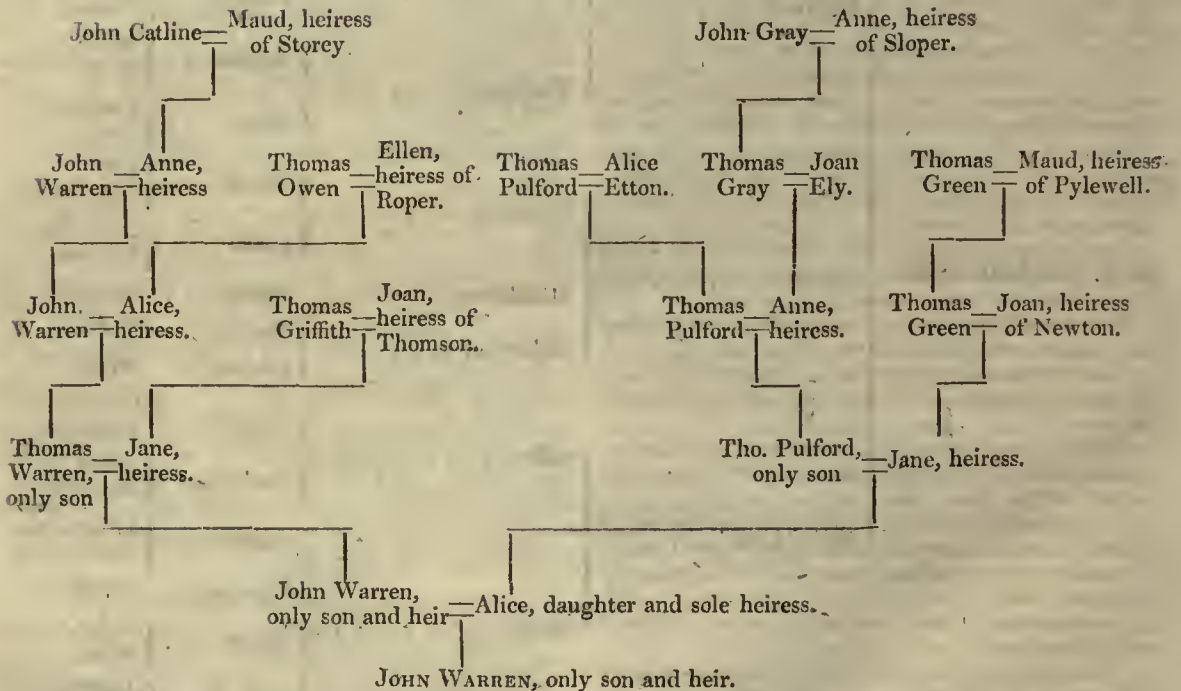 John Catline Maud, heiress of Storey
John Gray Anne, heiress of Sloper.
John Warren Anne, heiress
Thomas Owen Ellen, heiress of Roper.
Thomas Pulford Alice Etton.
Thomas Gray Joan Ely.
Thomas Green Maud, heiress of Pylewell.
John. Warren Alice, heiress.
Thomas Griffith Joan, heiress of Thomson.
Thomas Pulford Anne, heiress.
Thomas Green Joan, heiress of Newton.
Thomas Warren, only son Jane, heiress.
Tho. Pulford, only son Jane, heiress.
John Warren, only son and heir Alice, daughter and sole heiress.
JOHN WARREN, only son and heir.